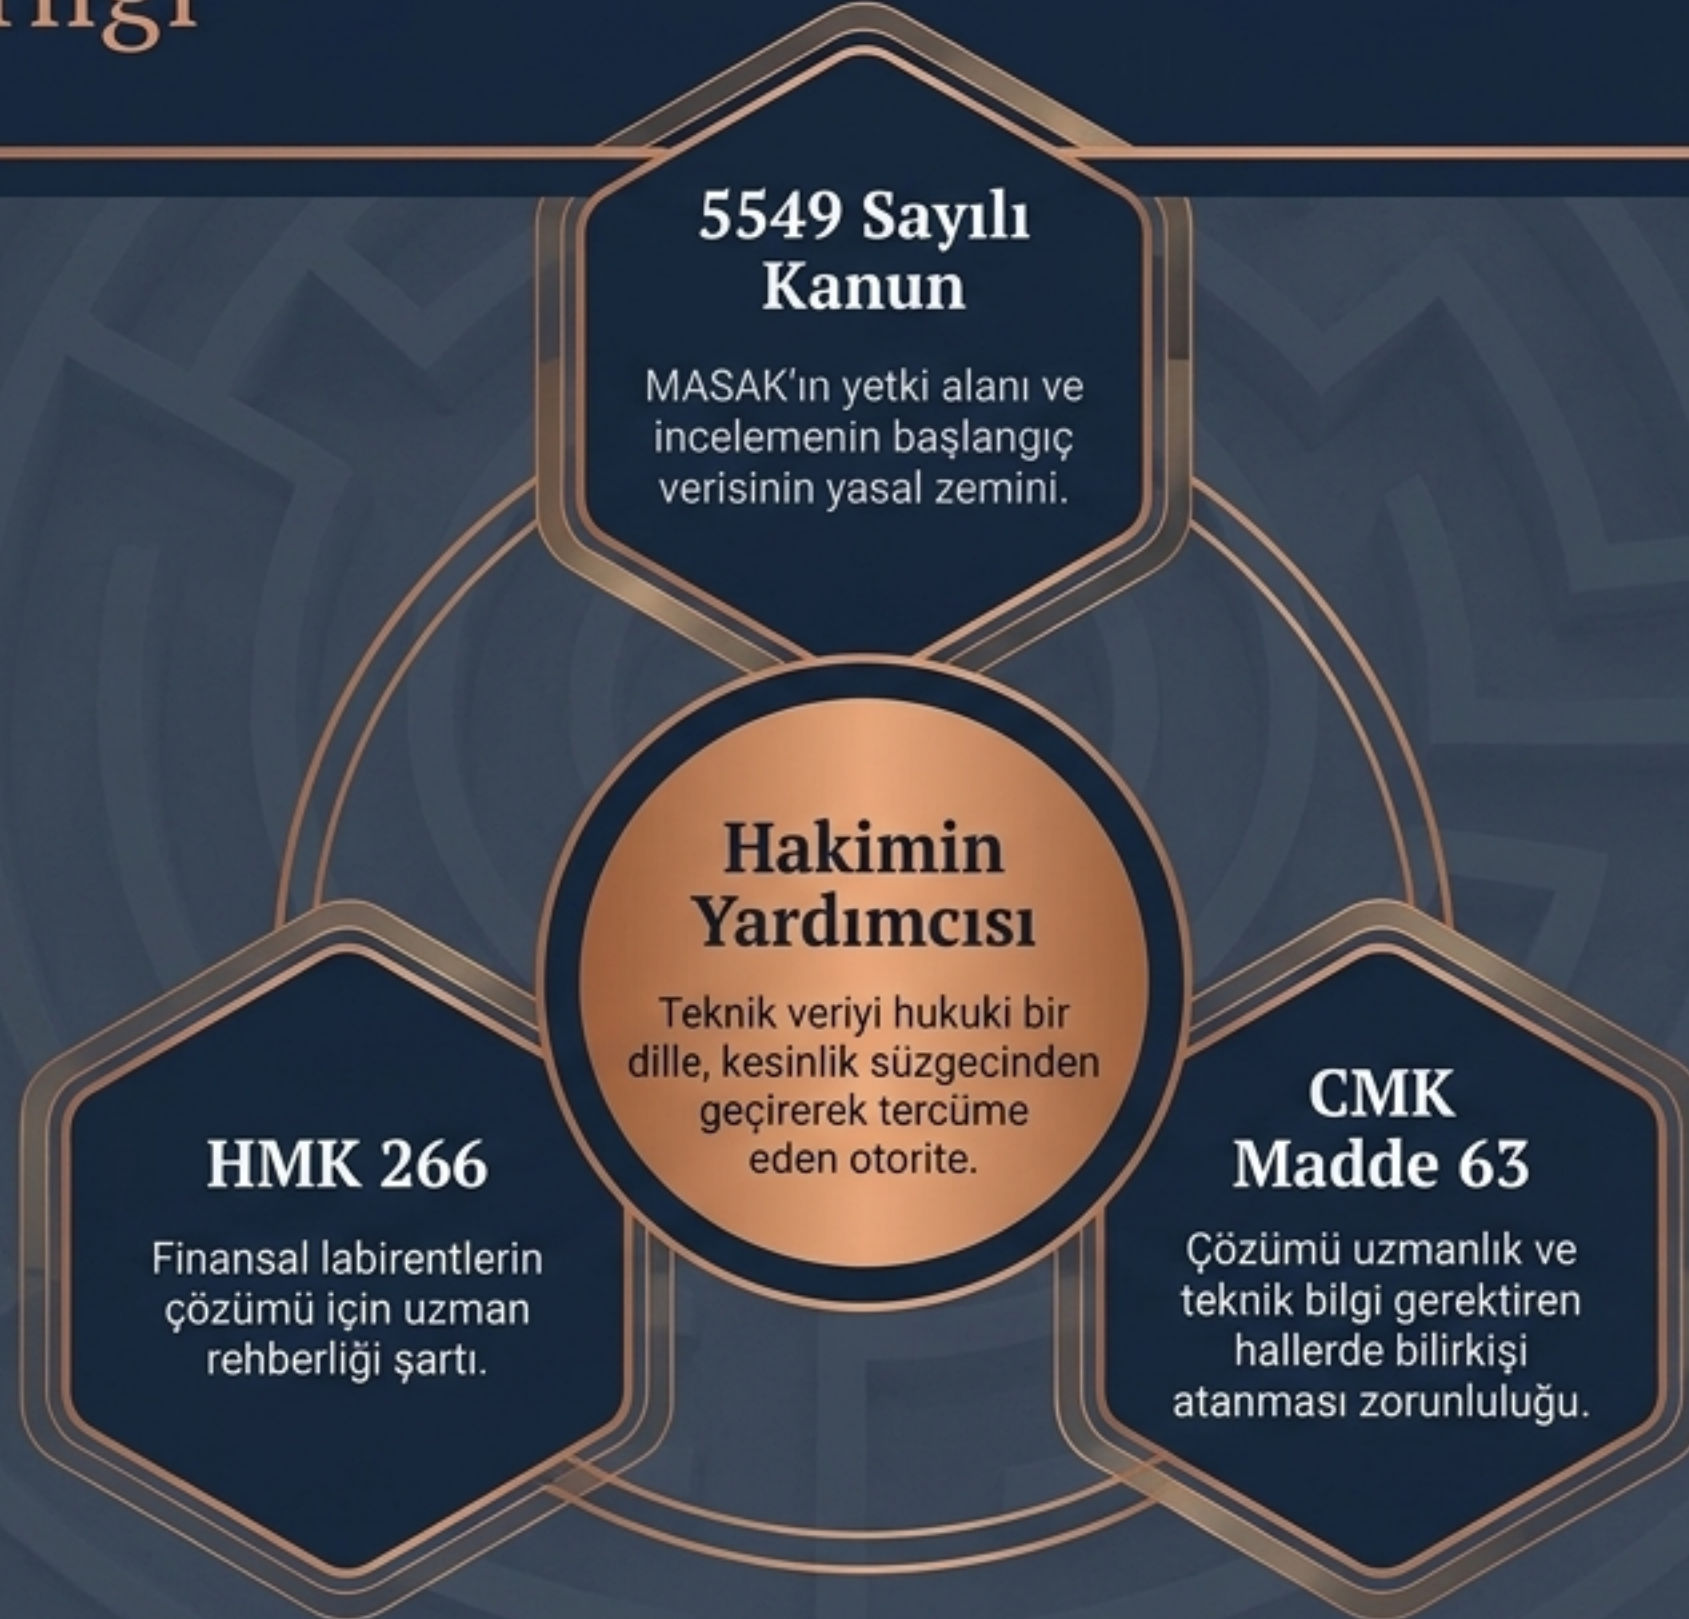 5549 Sayılı
Kanun
MASAK'ın yetki alanı ve
incelemenin başlangıç
verisinin yasal zemini.
Hakimin
Yardımcısı
Teknik veriyi hukuki bir
dille, kesinlik süzgecinden
geçirerek tercüme
eden otorite.
HMK 266
Finansal labirentlerin
çözümü için uzman
rehberliği şartı.
CMK
Madde 63
Çözümü uzmanlık ve
teknik bilgi gerektiren
hallerde bilirkişi
atanması zorunluluğu.